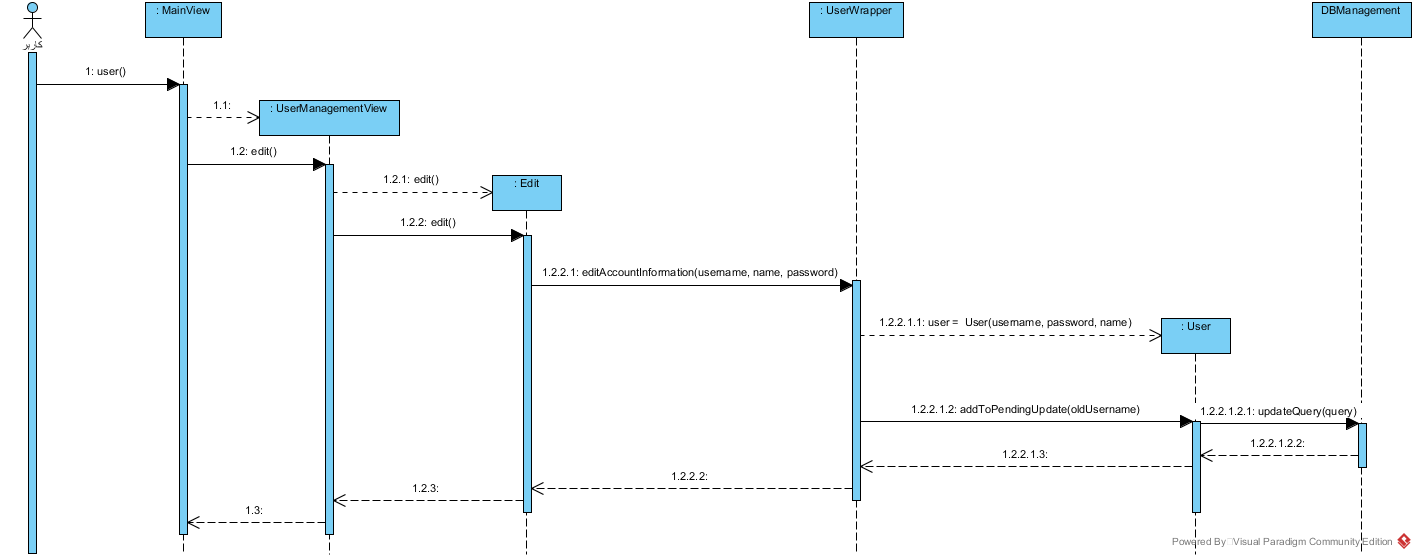 : MainView
: UserWrapper
DBManagement
کاربر
1: user()
1.1:
: UserManagementView
1.2: edit()
1.2.1: edit()
: Edit
1.2.2: edit()
1.2.2.1: editAccountInformation(username, name, password)
1.2.2.1.1: user = User(username, password, name)
: User
1.2.2.1.2: addToPendingUpdate(oldUsername)
1.2.2.1.2.1: updateQuery(query)
1.2.2.1.2.2:
1.2.2.1.3:
1.2.2.2:
1.2.3:
1.3:
Powered By Visual Paradigm Community Edition